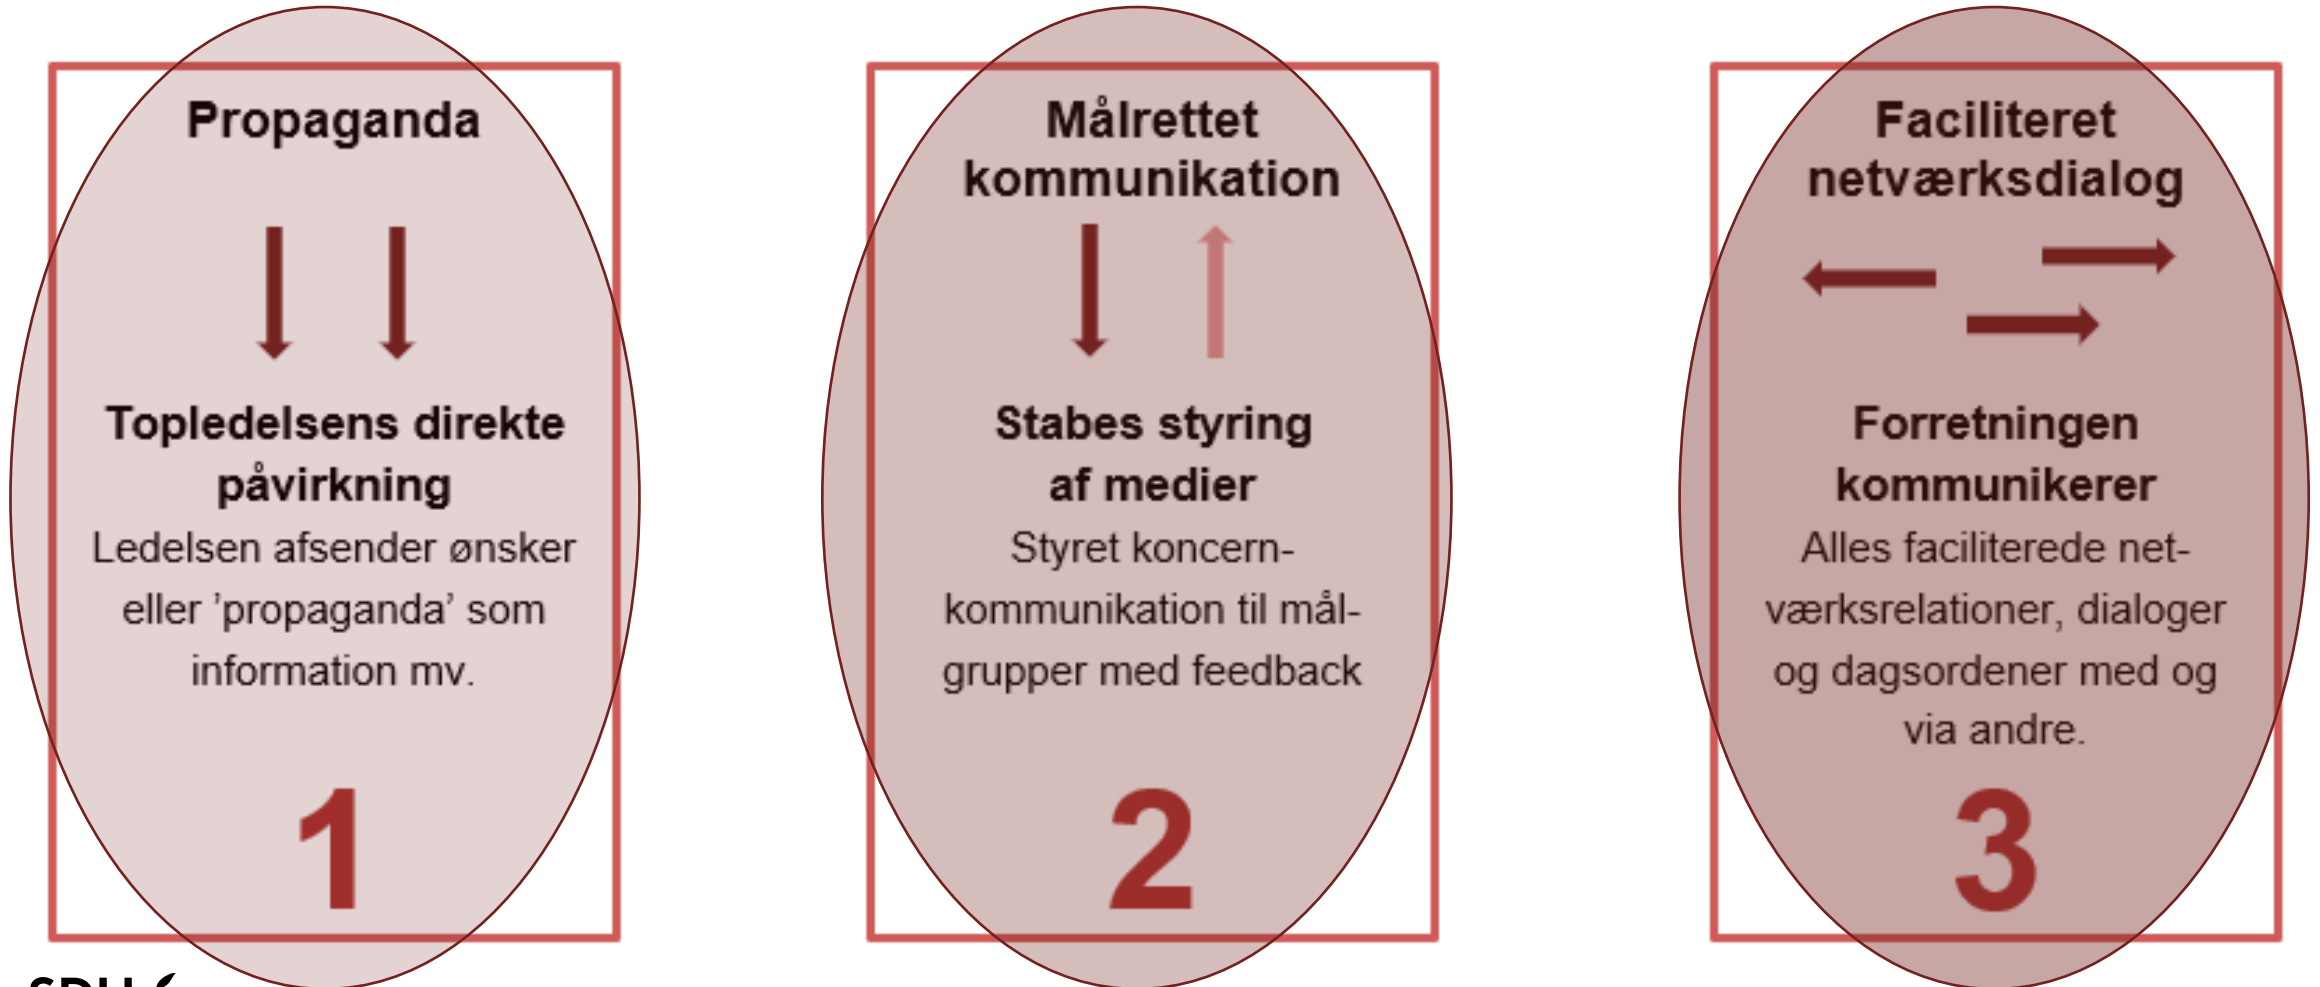 Propaganda
Topledelsens direkte
påvirkning
Ledelsen afsender ønsker
eller ’propaganda’ som
information mv.
1
Målrettet
kommunikation
Stabes styring
af medier
Styret koncern-
kommunikation til mål-
grupper med feedback
2
Faciliteret
netværksdialog
Forretningen
kommunikerer
Alles faciliterede net-
værksrelationer, dialoger
og dagsordener med og
via andre.
3
SDU